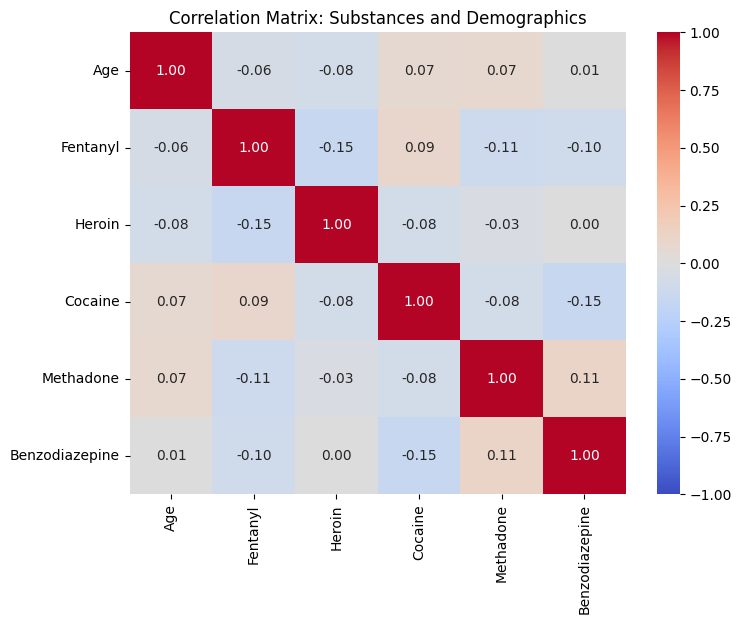 Correlation Matrix: Substances and Demographics
Age 1.00 -0.06 -0.08 0.07 0.07 0.01
Fentanyl -0.06 1.00 -0.15 0.09 -0.11 -0.10
Heroin -0.08 -0.15 1.00 -0.08 -0.03 0.00
Cocaine 0.07 0.09 -0.08 1.00 -0.08 -0.15
Methadone 0.07 -0.11 -0.03 -0.08 1.00 0.11
Benzodiazepine 0.01 -0.10 0.00 -0.15 0.11 1.00
Age
Fentanyl
Heroin
Cocaine
Methadone
Benzodiazepine
1.00
0.75
0.50
0.25
0.00
−0.25
−0.50
−0.75
−1.00